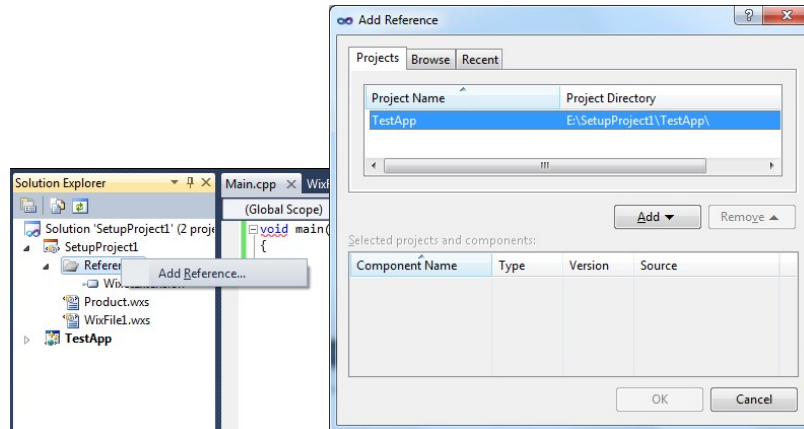 Add Reference
Projects Browse Recent
Project Name Project Directory
TestApp E:\SetupProject1\TestApp\
Add Remove
Selected projects and components:
Component Name Type Version Source
OK Cancel
Solution Explorer
Main.cpp
(Global Scope)
Solution 'SetupProject1' (2 proje
void main(
SetupProject1
{
Refere
Add Reference...
Product.wxs
WixFile1.wxs
TestApp